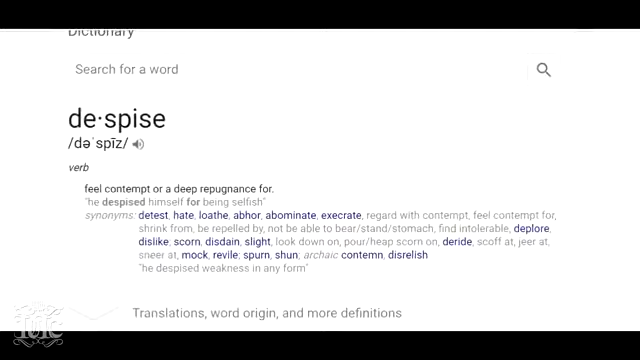 Dictionary
Search for a word
de·spise
/dəˈspīz/
verb
feel contempt or a deep repugnance for.
"he despised himself for being selfish"
synonyms: detest, hate, loathe, abhor, abominate, execrate, regard with contempt, feel contempt for,
shrink from, be repelled by, not be able to bear/stand/stomach, find intolerable, deplore,
dislike; scorn, disdain, slight, look down on, pour/heap scorn on, deride, scoff at, jeer at,
sneer at, mock, revile; spurn, shun; archaic contemn, disrelish
"he despised weakness in any form"
Translations, word origin, and more definitions
IUIC